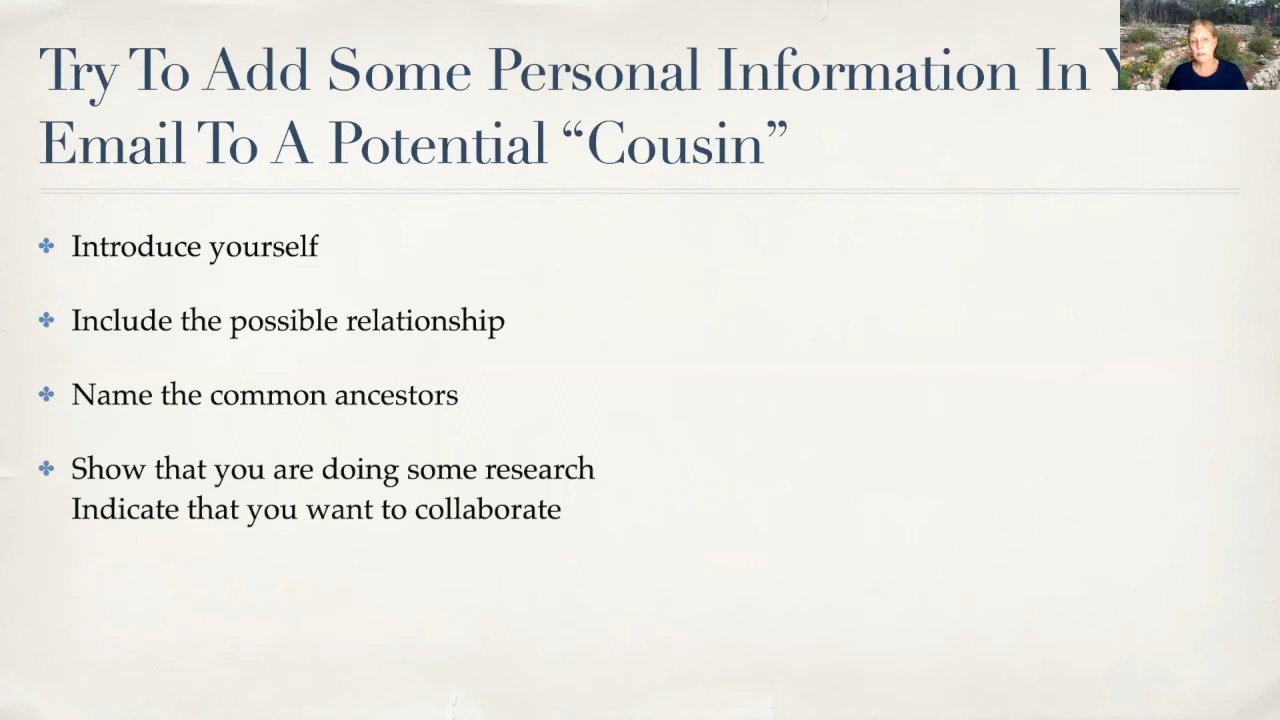 Try To Add Some Personal Information In
Email To A Potential “Cousin”
Introduce yourself
Include the possible relationship
Name the common ancestors
Show that you are doing some research
Indicate that you want to collaborate